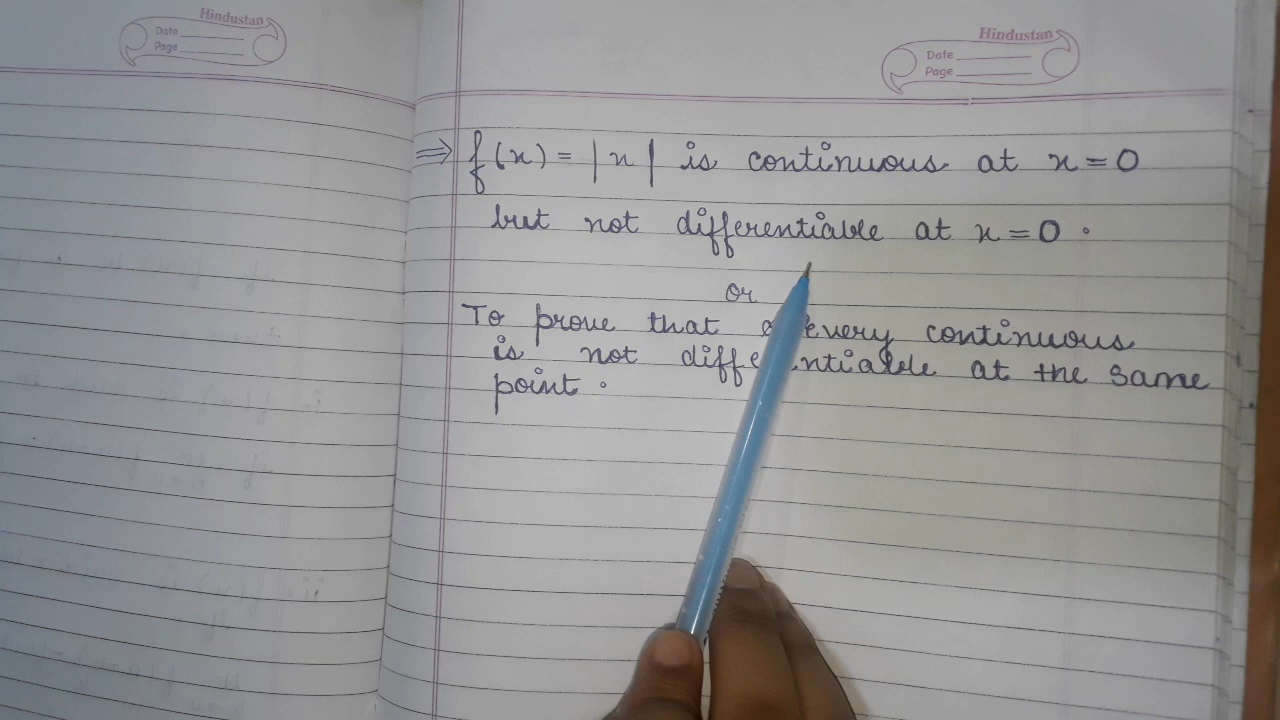 Hindustan
Date
Page
Hindustan
Date
Page
⇒ f(x) = |x| is continuous at x = 0
but not differentiable at x = 0 .
or
To prove that every continuous
is not differentiable at the same
point .